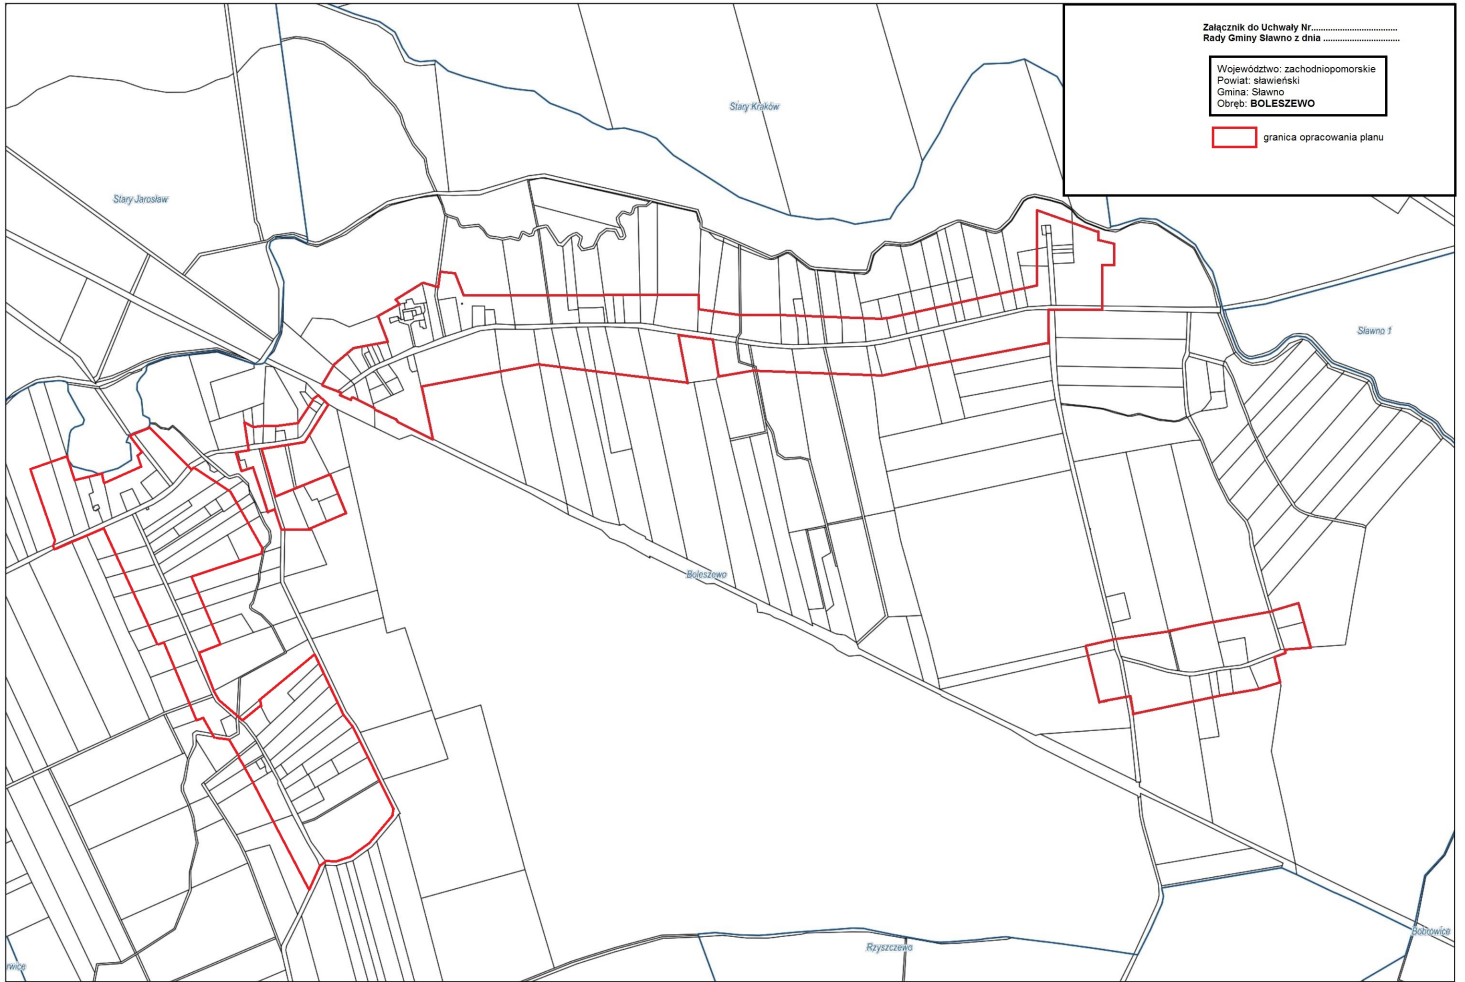 Załącznik do Uchwały Nr...................................
Rady Gminy Sławno z dnia ...............................
Województwo: zachodniopomorskie
Powiat: sławieński
Gmina: Sławno
Obręb: BOLESZEWO
granica opracowania planu
Stary Kraków
Stary Jarosław
Sławno 1
Boleszewo
Bobrowice
Rzyszczewo
rwice